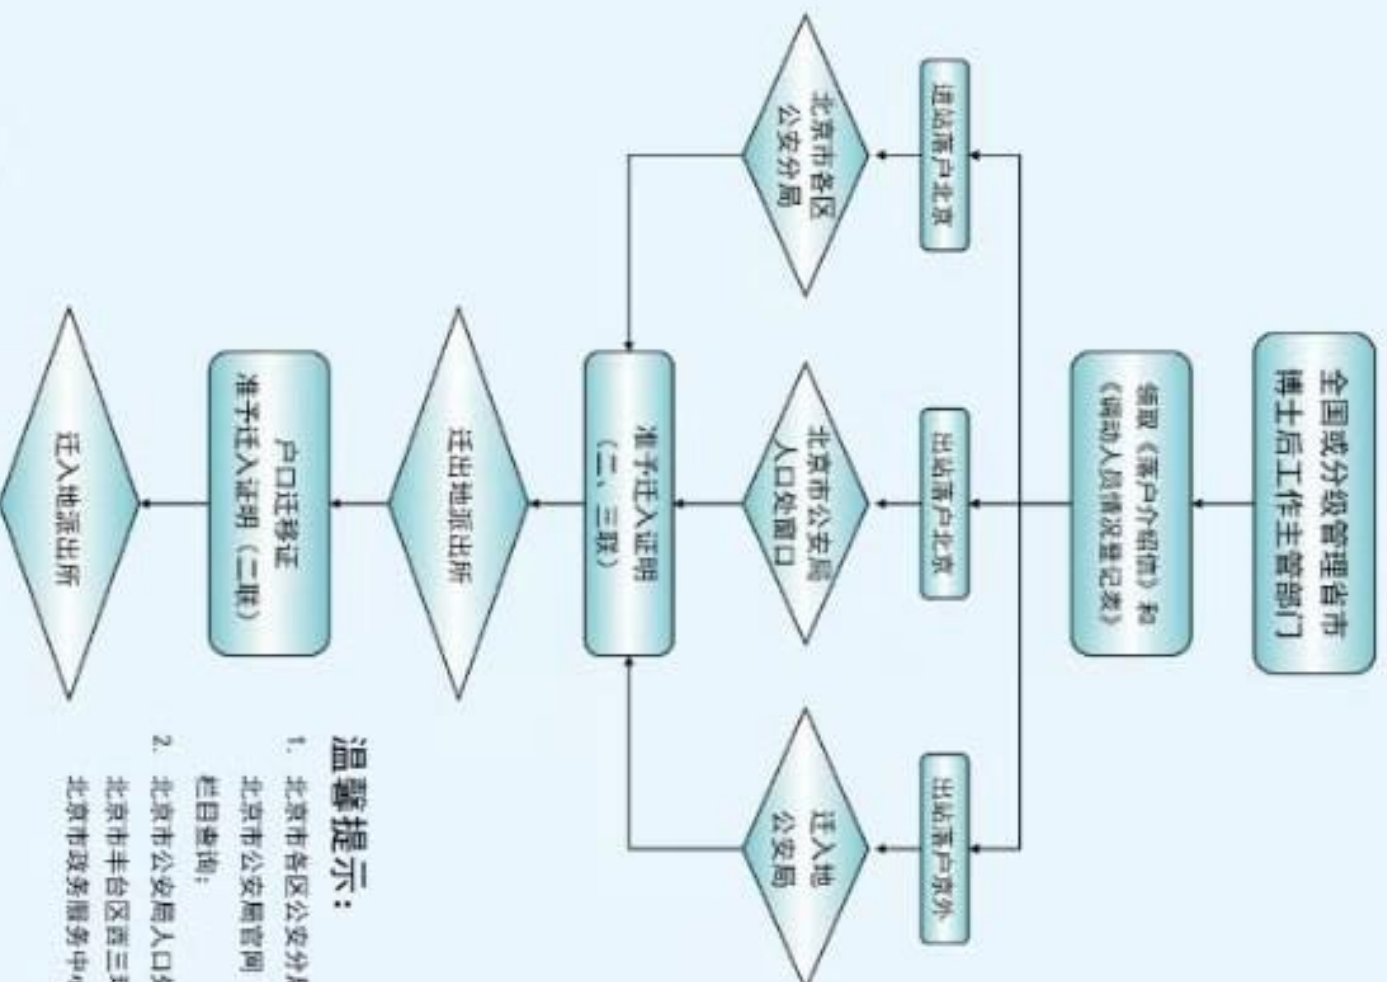 全国或分级管理省市
博士后工作主管部门
领取《落户介绍信》和
《调动人员情况登记表》
进站落户北京
出站落户北京
出站落户京外
北京市各区
公安分局
北京市公安局
人口处窗口
迁入地
公安局
准予迁入证明
（二、三联）
迁出地派出所
户口迁移证
准予迁入证明（二联）
迁入地派出所
温馨提示：
1. 北京市各区公安分
北京市公安局官网
栏目查询；
2. 北京市公安局人口
北京市丰台区西三
北京市政务服务中